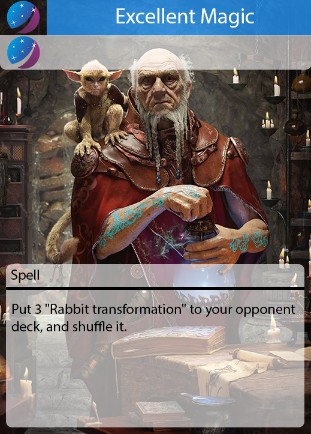 Excellent Magic
Spell
Put 3 "Rabbit transformation" to your opponent
deck, and shuffle it.